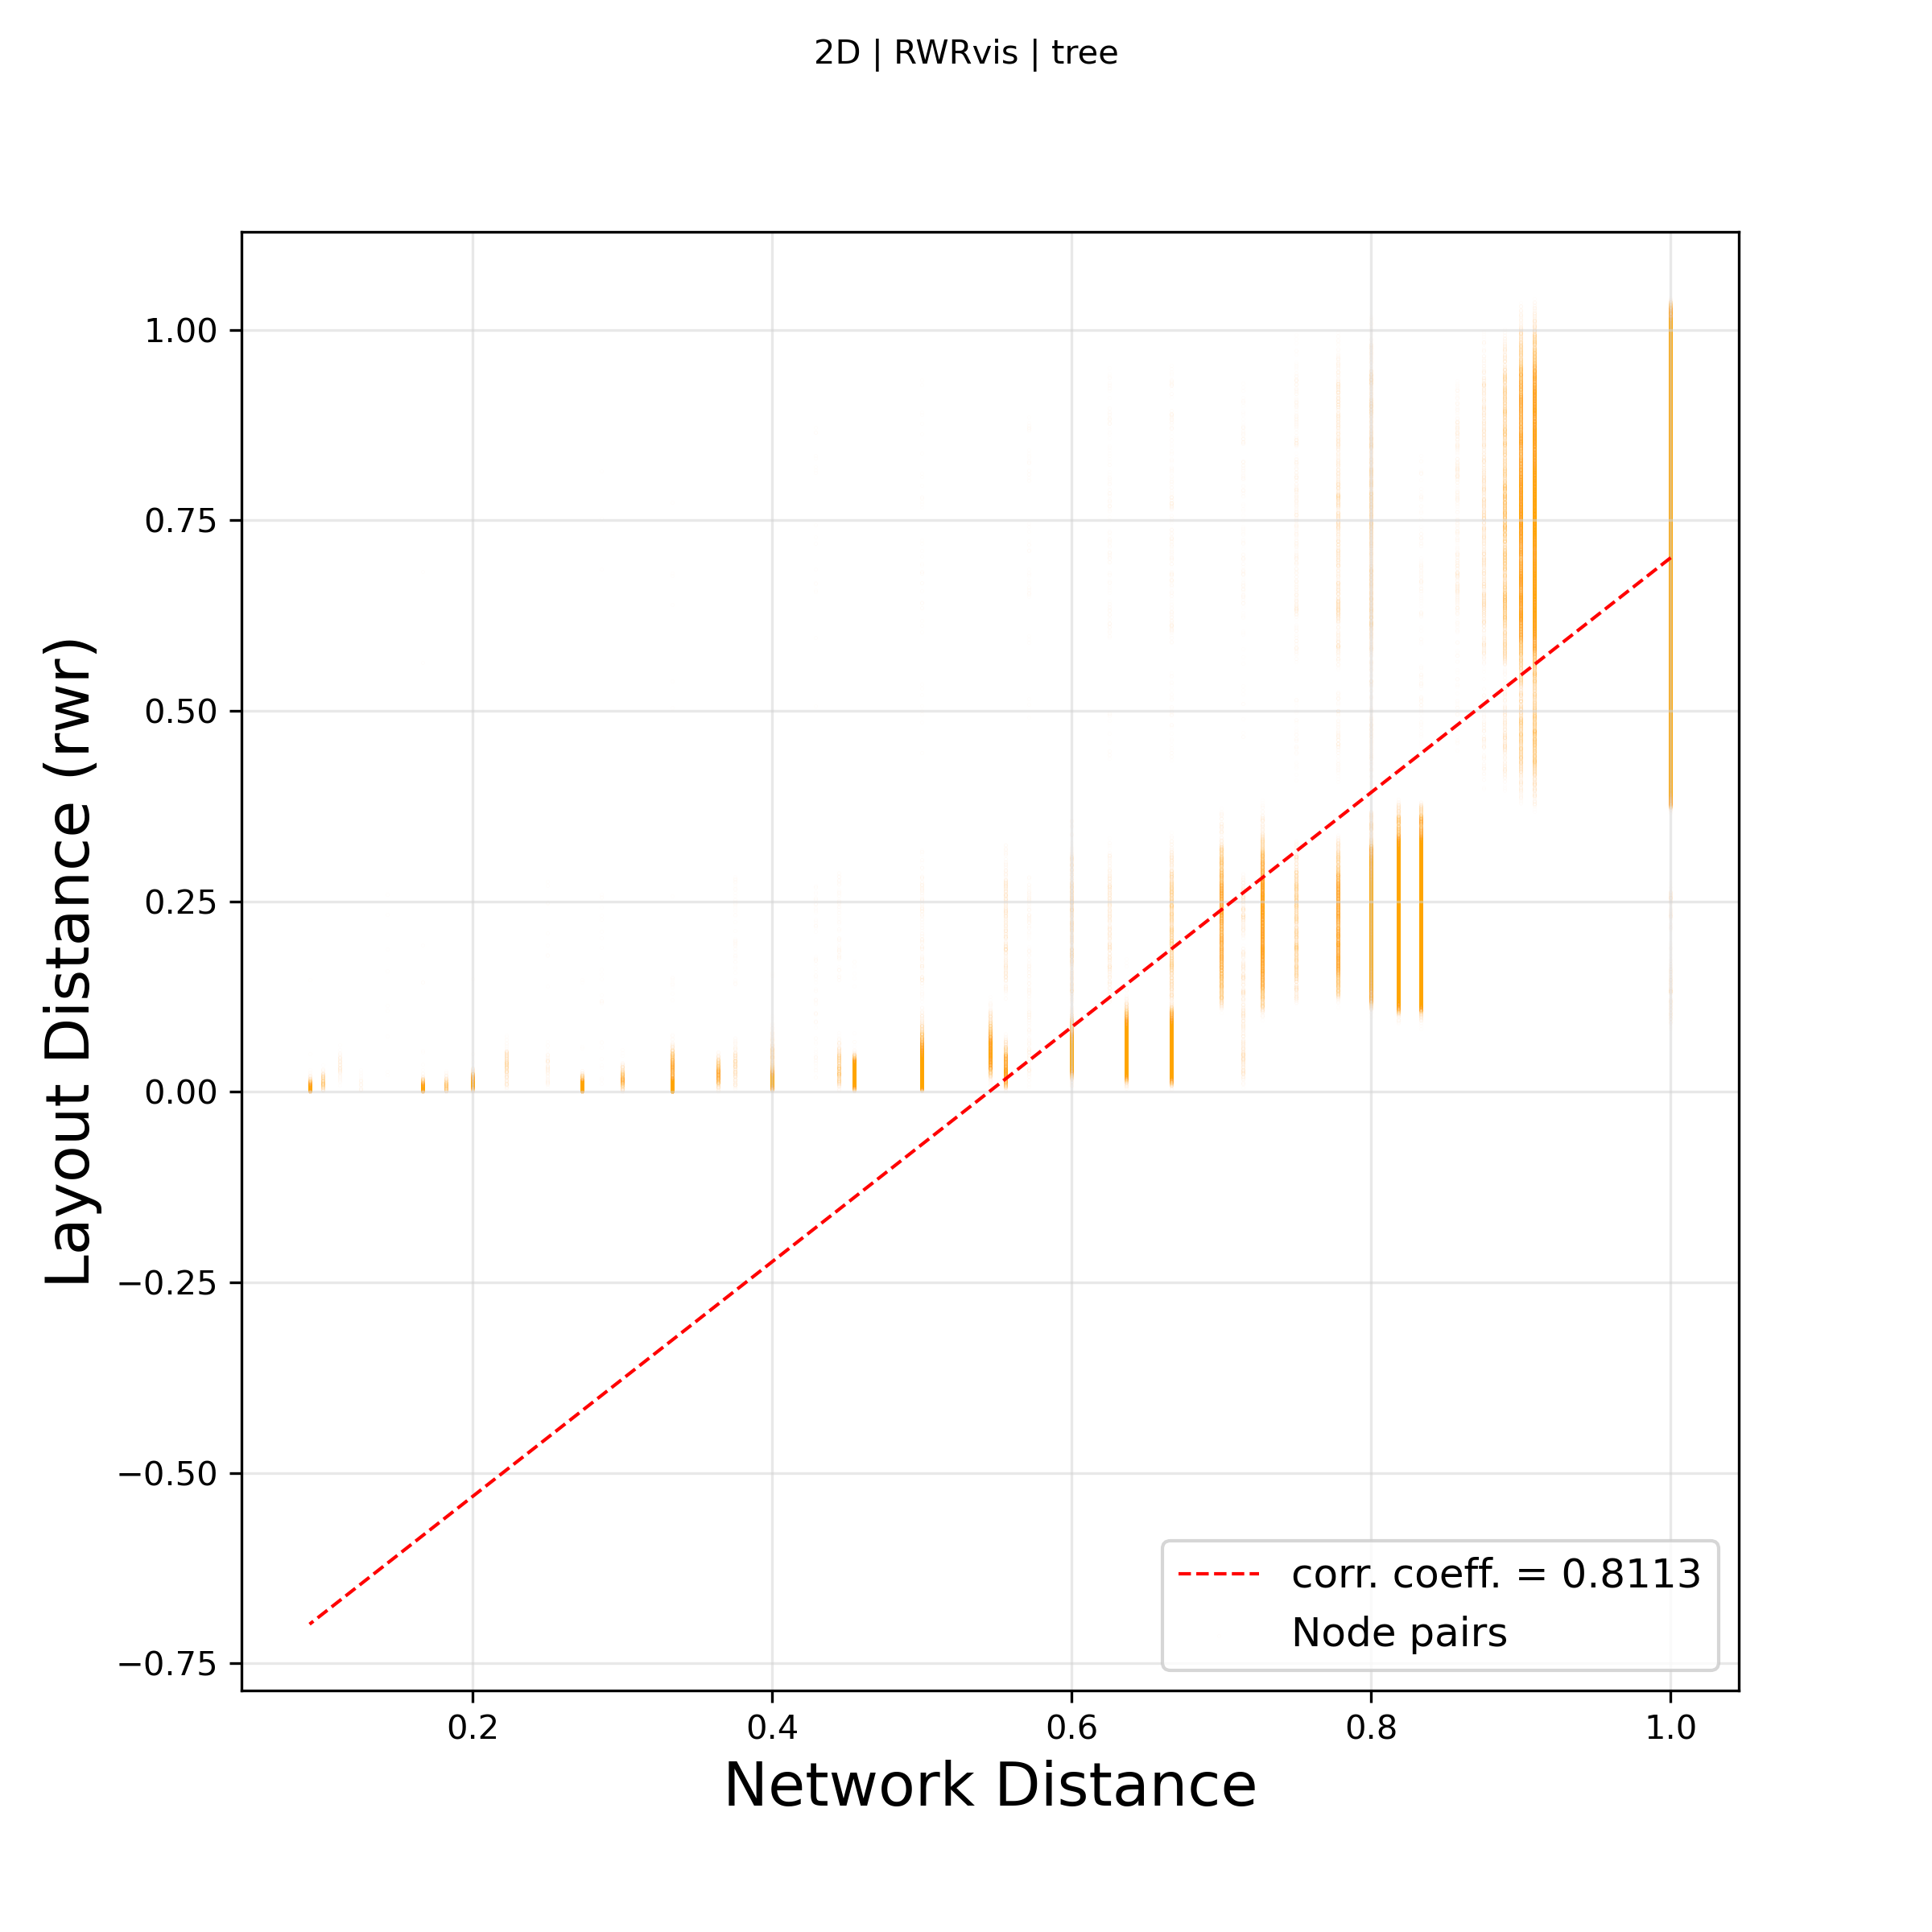 2D | RWRvis | tree
Layout Distance (rwr)
1.00
0.75
0.50
0.25
0.00
−0.25
−0.50
−0.75
corr. coeff. = 0.8113
Node pairs
0.2 0.4 0.6 0.8 1.0
Network Distance